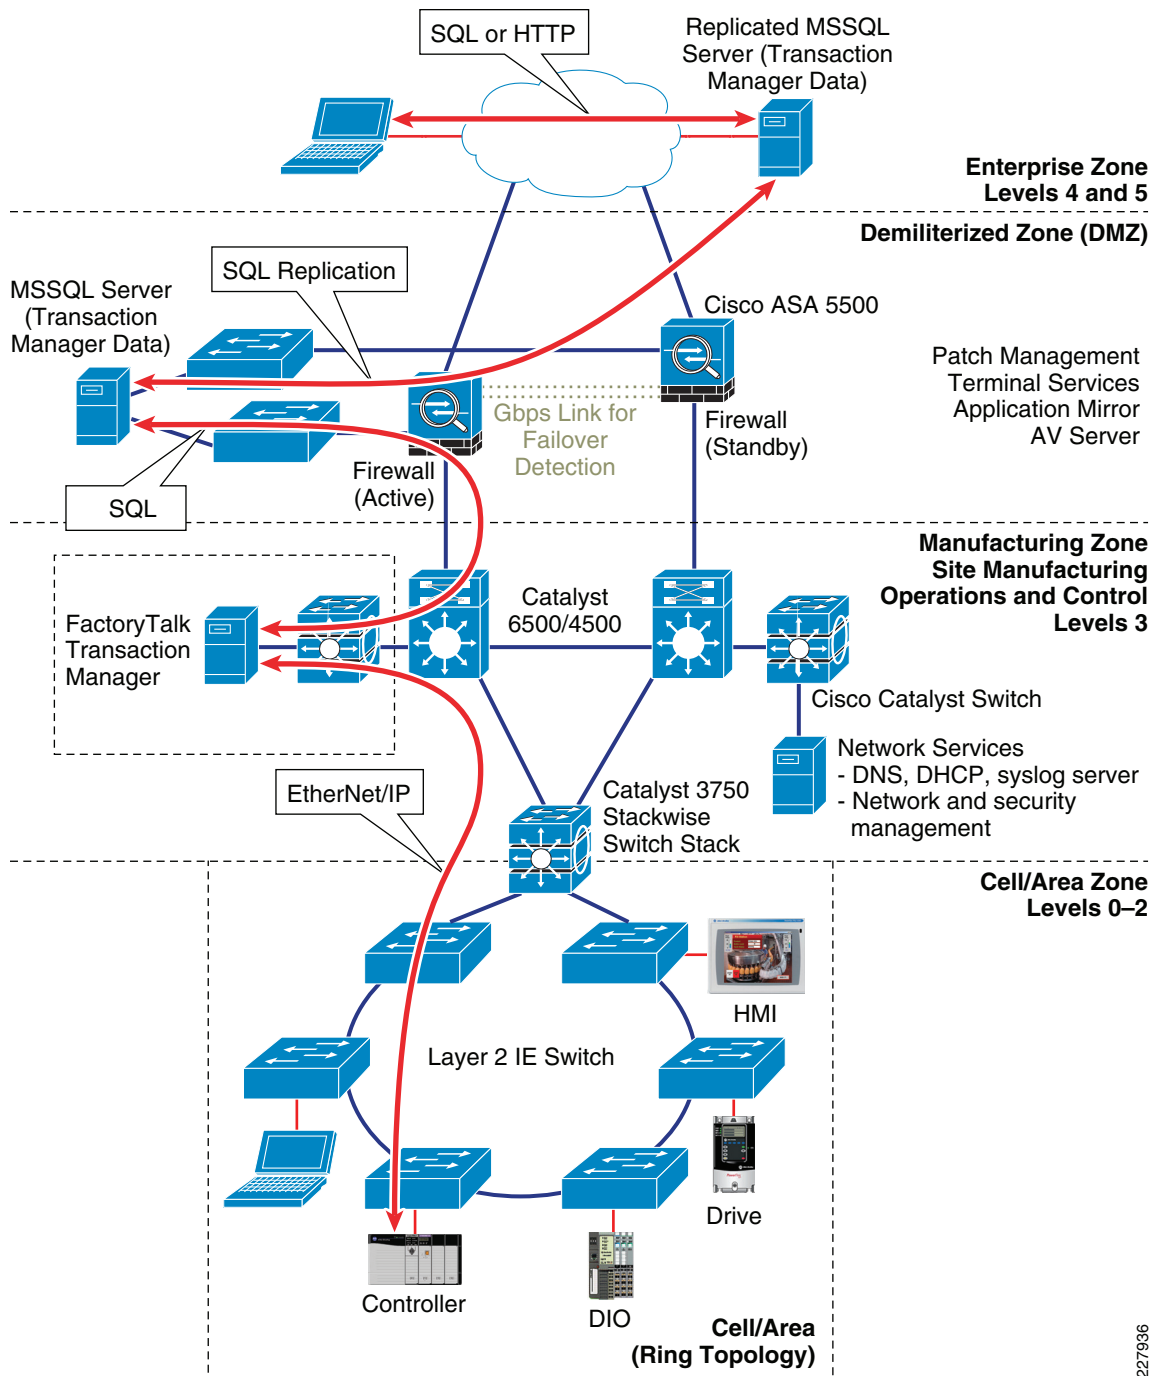 SQL or HTTP
Replicated MSSQL
Server (Transaction
Manager Data)
Enterprise Zone
Levels 4 and 5
Demiliterized Zone (DMZ)
SQL Replication
MSSQL Server
(Transaction
Manager Data)
Cisco ASA 5500
Patch Management
Terminal Services
Application Mirror
AV Server
Gbps Link for
Failover
Detection
Firewall
(Standby)
Firewall
(Active)
SQL
Manufacturing Zone
Site Manufacturing
Operations and Control
Levels 3
FactoryTalk
Transaction
Manager
Catalyst
6500/4500
Cisco Catalyst Switch
Network Services
- DNS, DHCP, syslog server
- Network and security
management
EtherNet/IP
Catalyst 3750
Stackwise
Switch Stack
Cell/Area Zone
Levels 0–2
HMI
Layer 2 IE Switch
Drive
Controller
DIO
Cell/Area
(Ring Topology)
227936